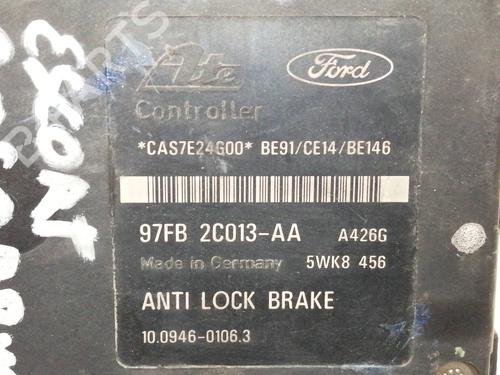 Ate
Ford
Controller
*CAS7E24G00* BE91/CE14/BE146
97FB 2C013-AA A426G
Made in Germany 5WK8 456
ANTI LOCK BRAKE
10.0946-0106.3